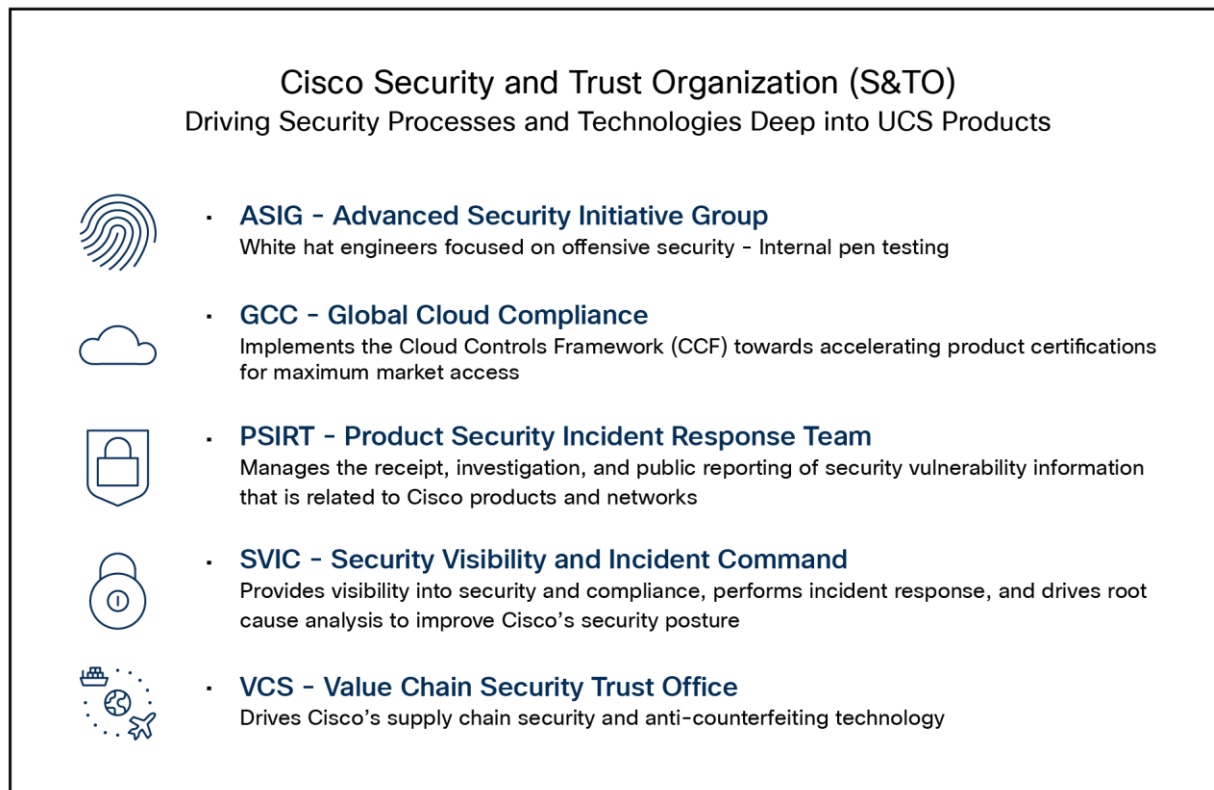 Cisco Security and Trust Organization (S&TO)
Driving Security Processes and Technologies Deep into UCS Products
▪ ASIG - Advanced Security Initiative Group
White hat engineers focused on offensive security - Internal pen testing
▪ GCC - Global Cloud Compliance
Implements the Cloud Controls Framework (CCF) towards accelerating product certifications
for maximum market access
▪ PSIRT - Product Security Incident Response Team
Manages the receipt, investigation, and public reporting of security vulnerability information
that is related to Cisco products and networks
▪ SVIC - Security Visibility and Incident Command
Provides visibility into security and compliance, performs incident response, and drives root
cause analysis to improve Cisco’s security posture
▪ VCS - Value Chain Security Trust Office
Drives Cisco’s supply chain security and anti-counterfeiting technology